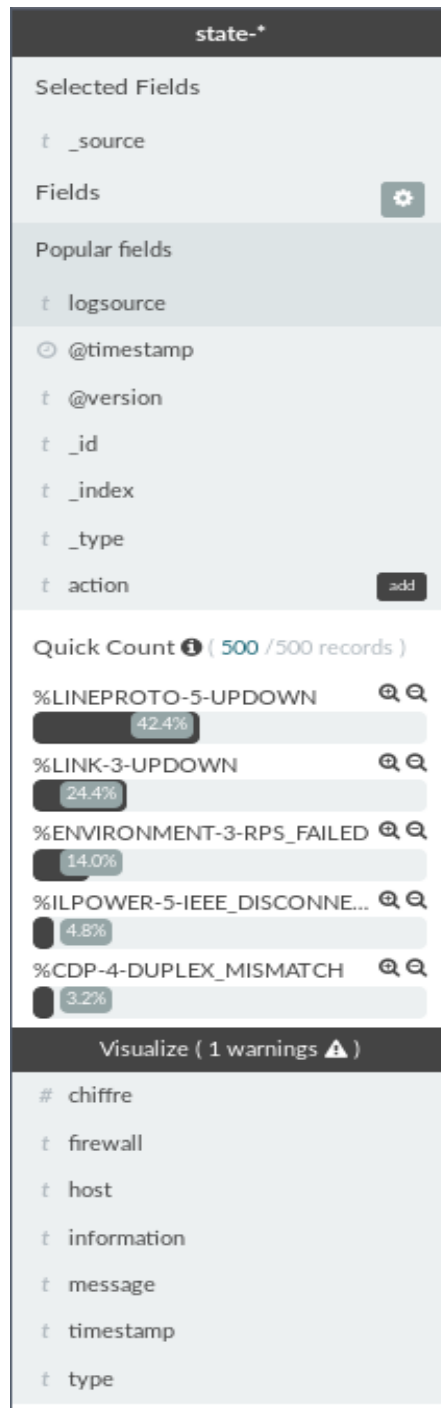 state-*
Selected Fields
t _source
Fields
Popular fields
t logsource
@timestamp
t @version
t _id
t _index
t _type
t action add
Quick Count ( 500 /500 records )
%LINEPROTO-5-UPDOWN
42.4%
%LINK-3-UPDOWN
24.4%
%ENVIRONMENT-3-RPS_FAILED
14.0%
%ILPOWER-5-IEEE_DISCONNE...
4.8%
%CDP-4-DUPLEX_MISMATCH
3.2%
Visualize ( 1 warnings )
# chiffre
t firewall
t host
t information
t message
t timestamp
t type